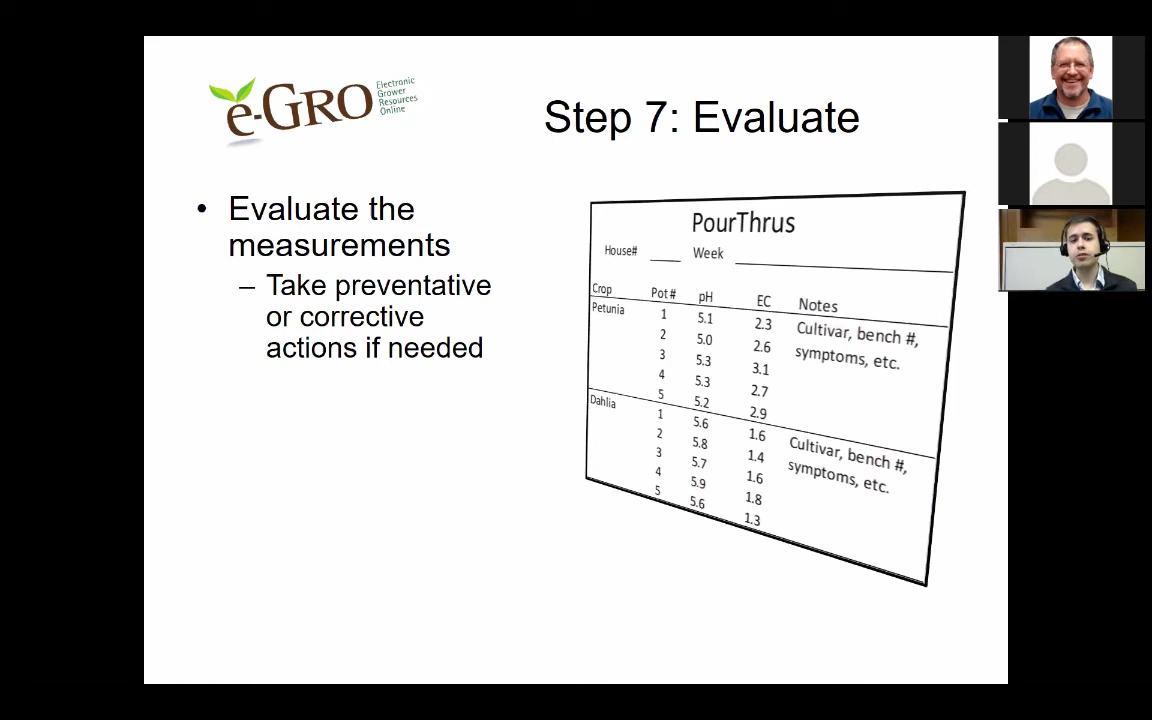 e-GRO
Electronic
Grower
Resources
Online
Step 7: Evaluate
• Evaluate the
measurements
– Take preventative
or corrective
actions if needed
PourThrus
House# ____ Week ____
Crop Pot # pH EC Notes
Petunia 1 5.1 2.3 Cultivar, bench #,
2 5.0 2.6 symptoms, etc.
3 5.3 3.1
4 5.3 2.7
5 5.2 2.9
Dahlia 1 5.6 1.6 Cultivar, bench #,
2 5.8 1.4 symptoms, etc.
3 5.7 1.6
4 5.9 1.8
5 5.6 1.3